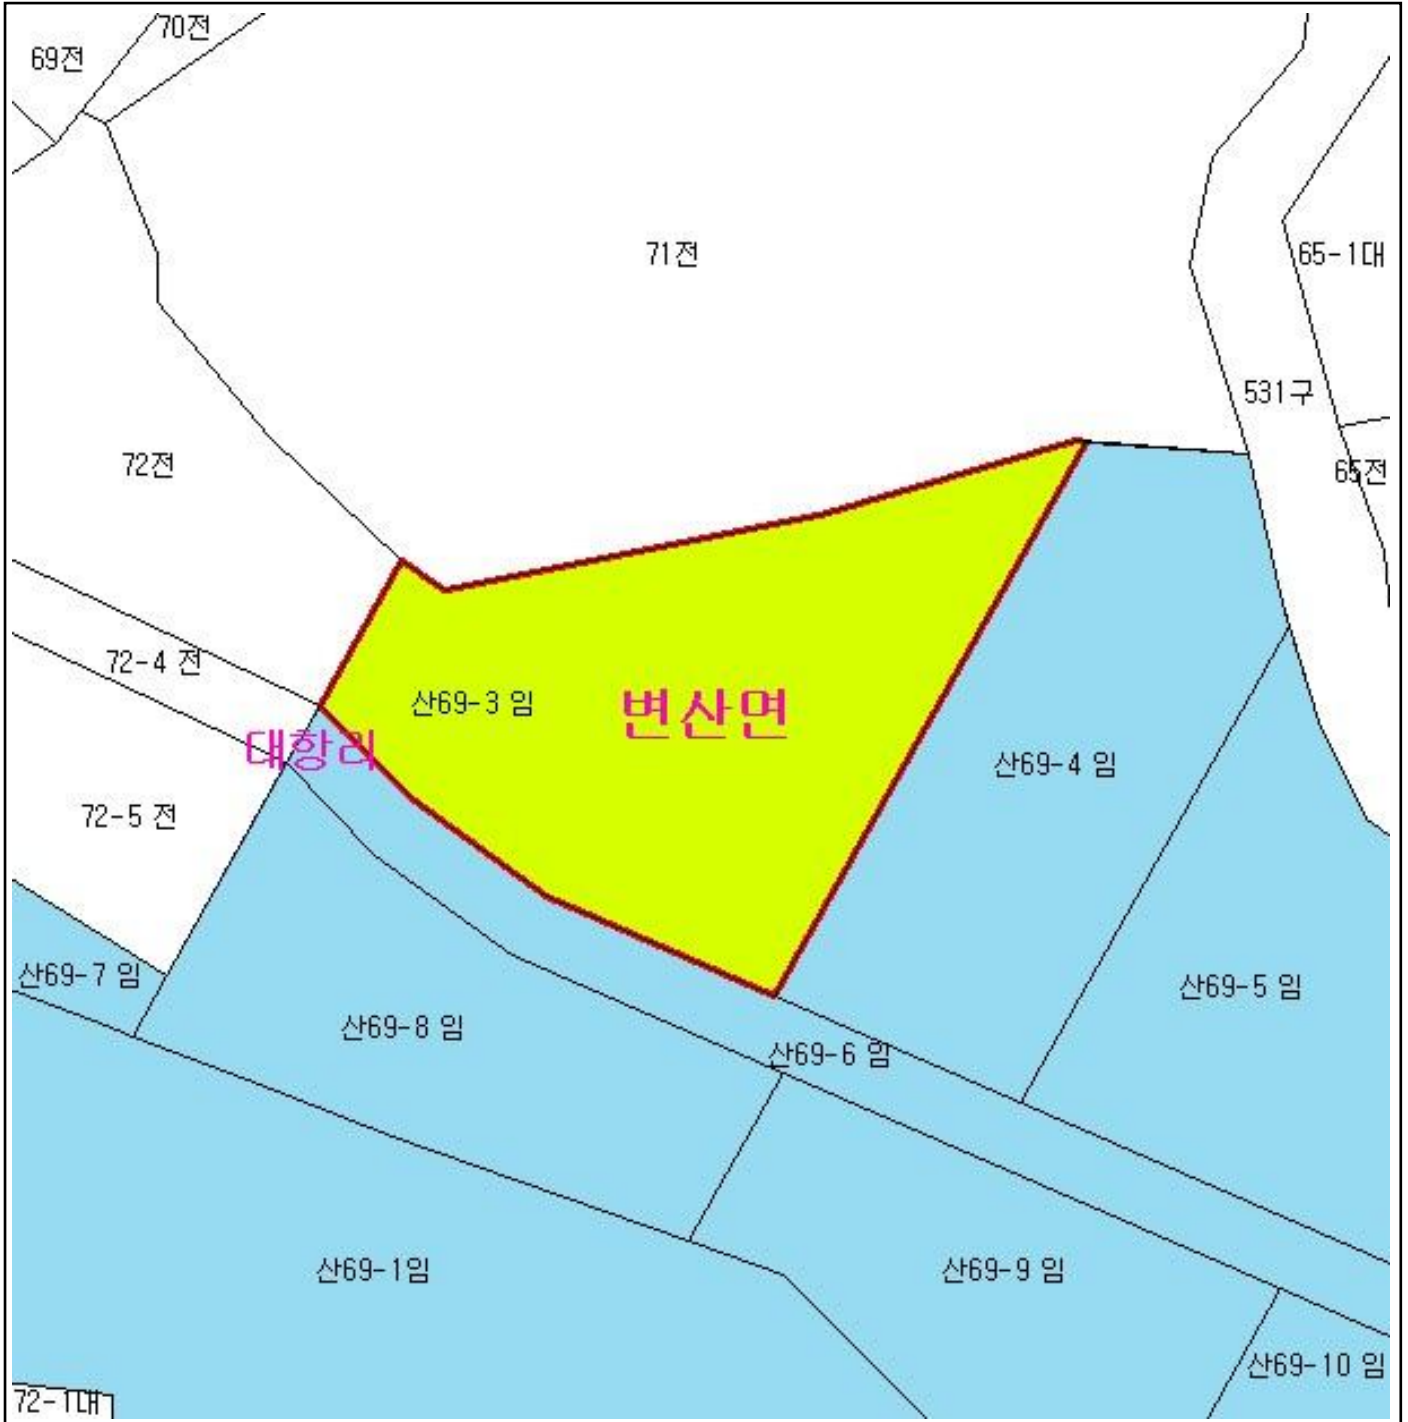 70전
69전
71전
65-1대
531구
72전
65전
72-4 전
산69-3 임
변산면
대항리
산69-4 임
72-5 전
산69-7 임
산69-5 임
산69-8 임
산69-6 임
산69-1임
산69-9 임
산69-10 임
72-1대